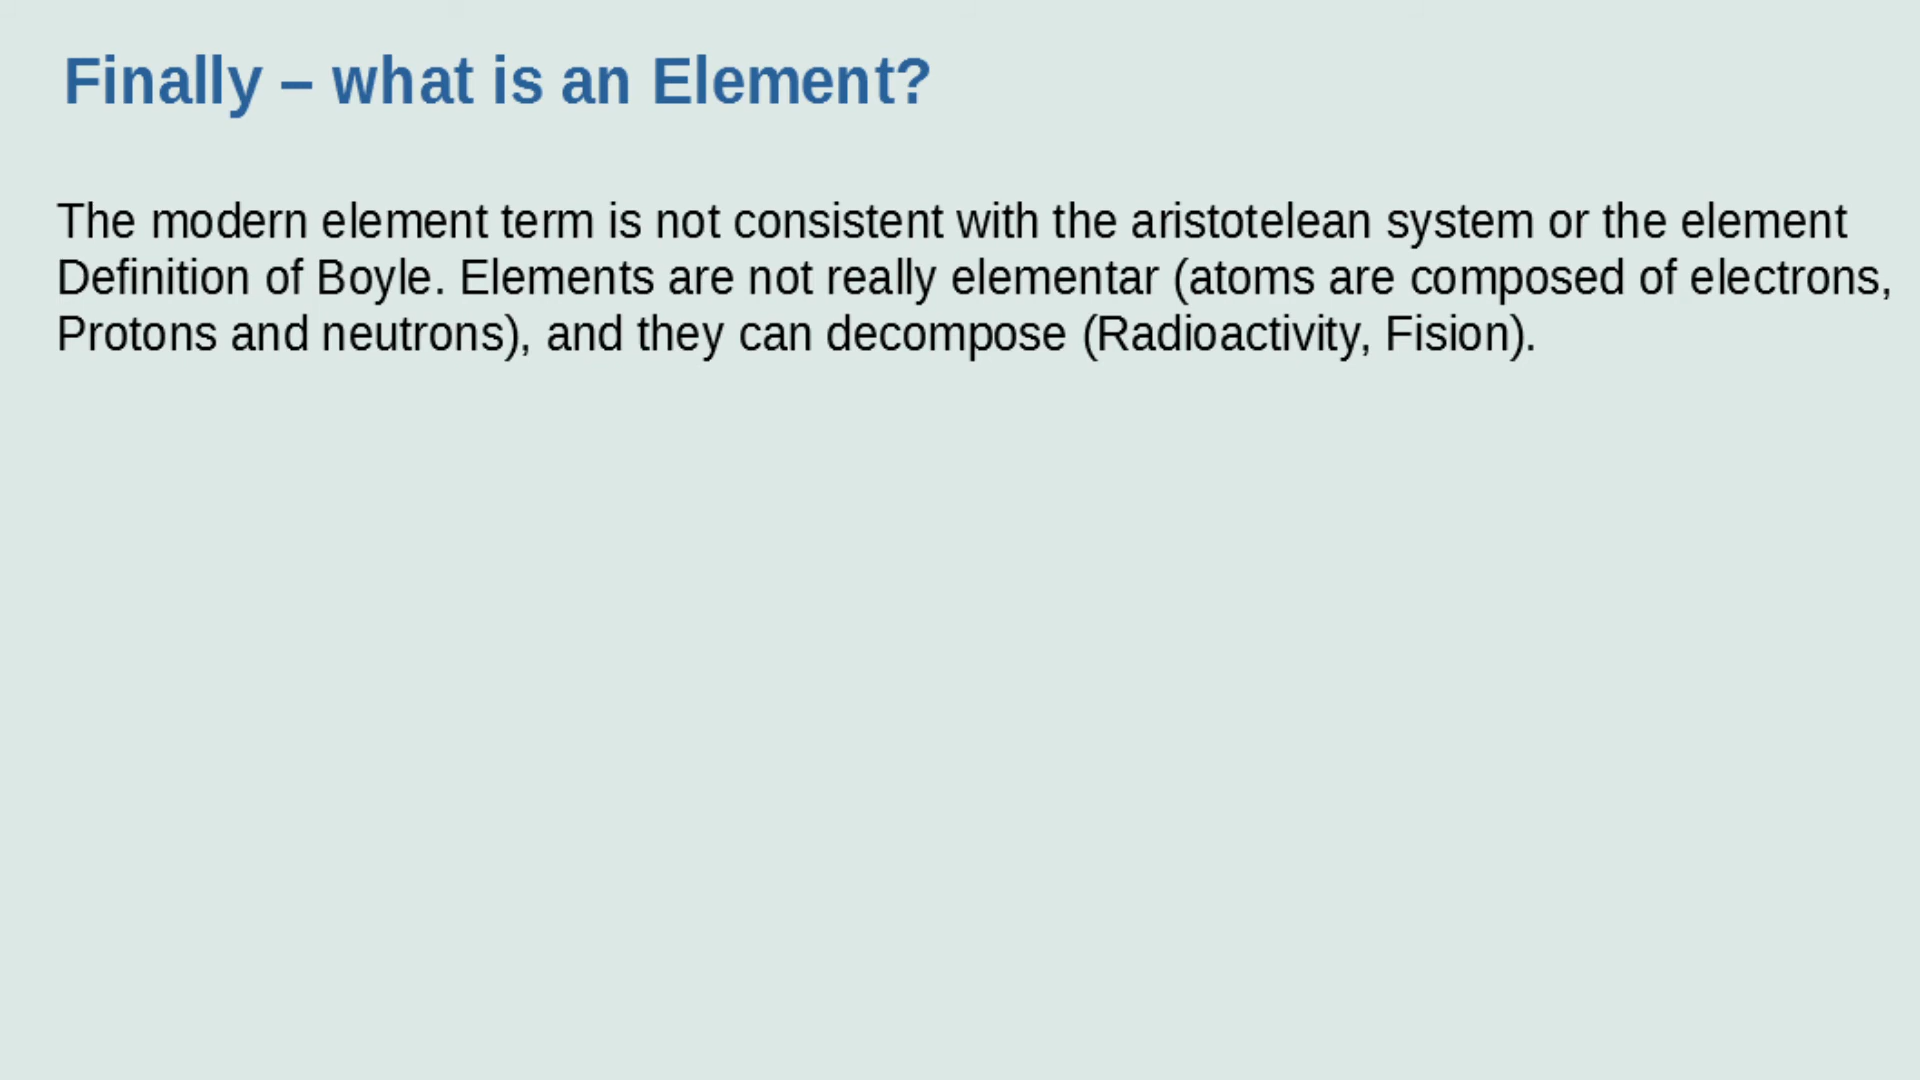 Finally – what is an Element?
The modern element term is not consistent with the aristotelean system or the element
Definition of Boyle. Elements are not really elementar (atoms are composed of electrons,
Protons and neutrons), and they can decompose (Radioactivity, Fision).